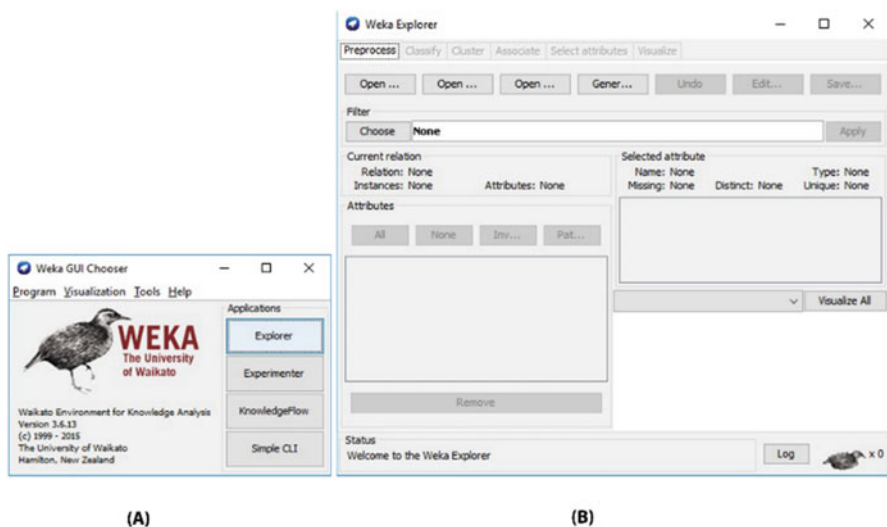 Weka GUI Chooser
Program Visualization Tools Help
WEKA
The University
of Waikato
Waikato Environment for Knowledge Analysis
Version 3.6.13
(c) 1999 - 2015
The University of Waikato
Hamilton, New Zealand
Applications
Explorer
Experimenter
KnowledgeFlow
Simple CLI
(A)
Weka Explorer
Preprocess Classify Cluster Associate Select attributes Visualize
Open ... Open ... Open ... Gener... Undo Edit... Save...
Filter
Choose None Apply
Current relation
Relation: None
Instances: None Attributes: None
Attributes
All None Inv... Pat...
Remove
Selected attribute
Name: None Type: None
Missing: None Distinct: None Unique: None
Visualize All
Status
Welcome to the Weka Explorer
Log x 0
(B)